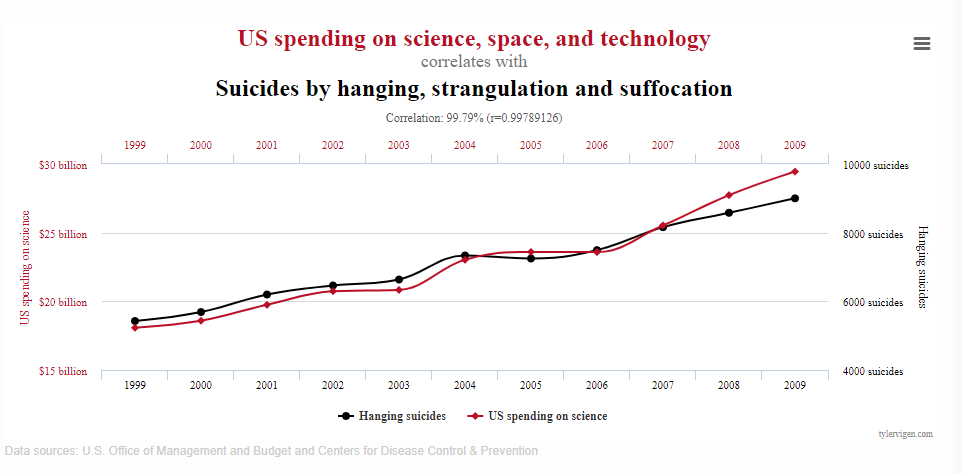 US spending on science, space, and technology
correlates with
Suicides by hanging, strangulation and suffocation
Correlation: 99.79% (r=0.99789126)
1999 2000 2001 2002 2003 2004 2005 2006 2007 2008 2009
US spending on science
$30 billion
$25 billion
$20 billion
$15 billion
10000 suicides
8000 suicides
6000 suicides
4000 suicides
Hanging suicides
1999 2000 2001 2002 2003 2004 2005 2006 2007 2008 2009
Hanging suicides US spending on science
tylervigen.com
Data sources: U.S. Office of Management and Budget and Centers for Disease Control & Prevention